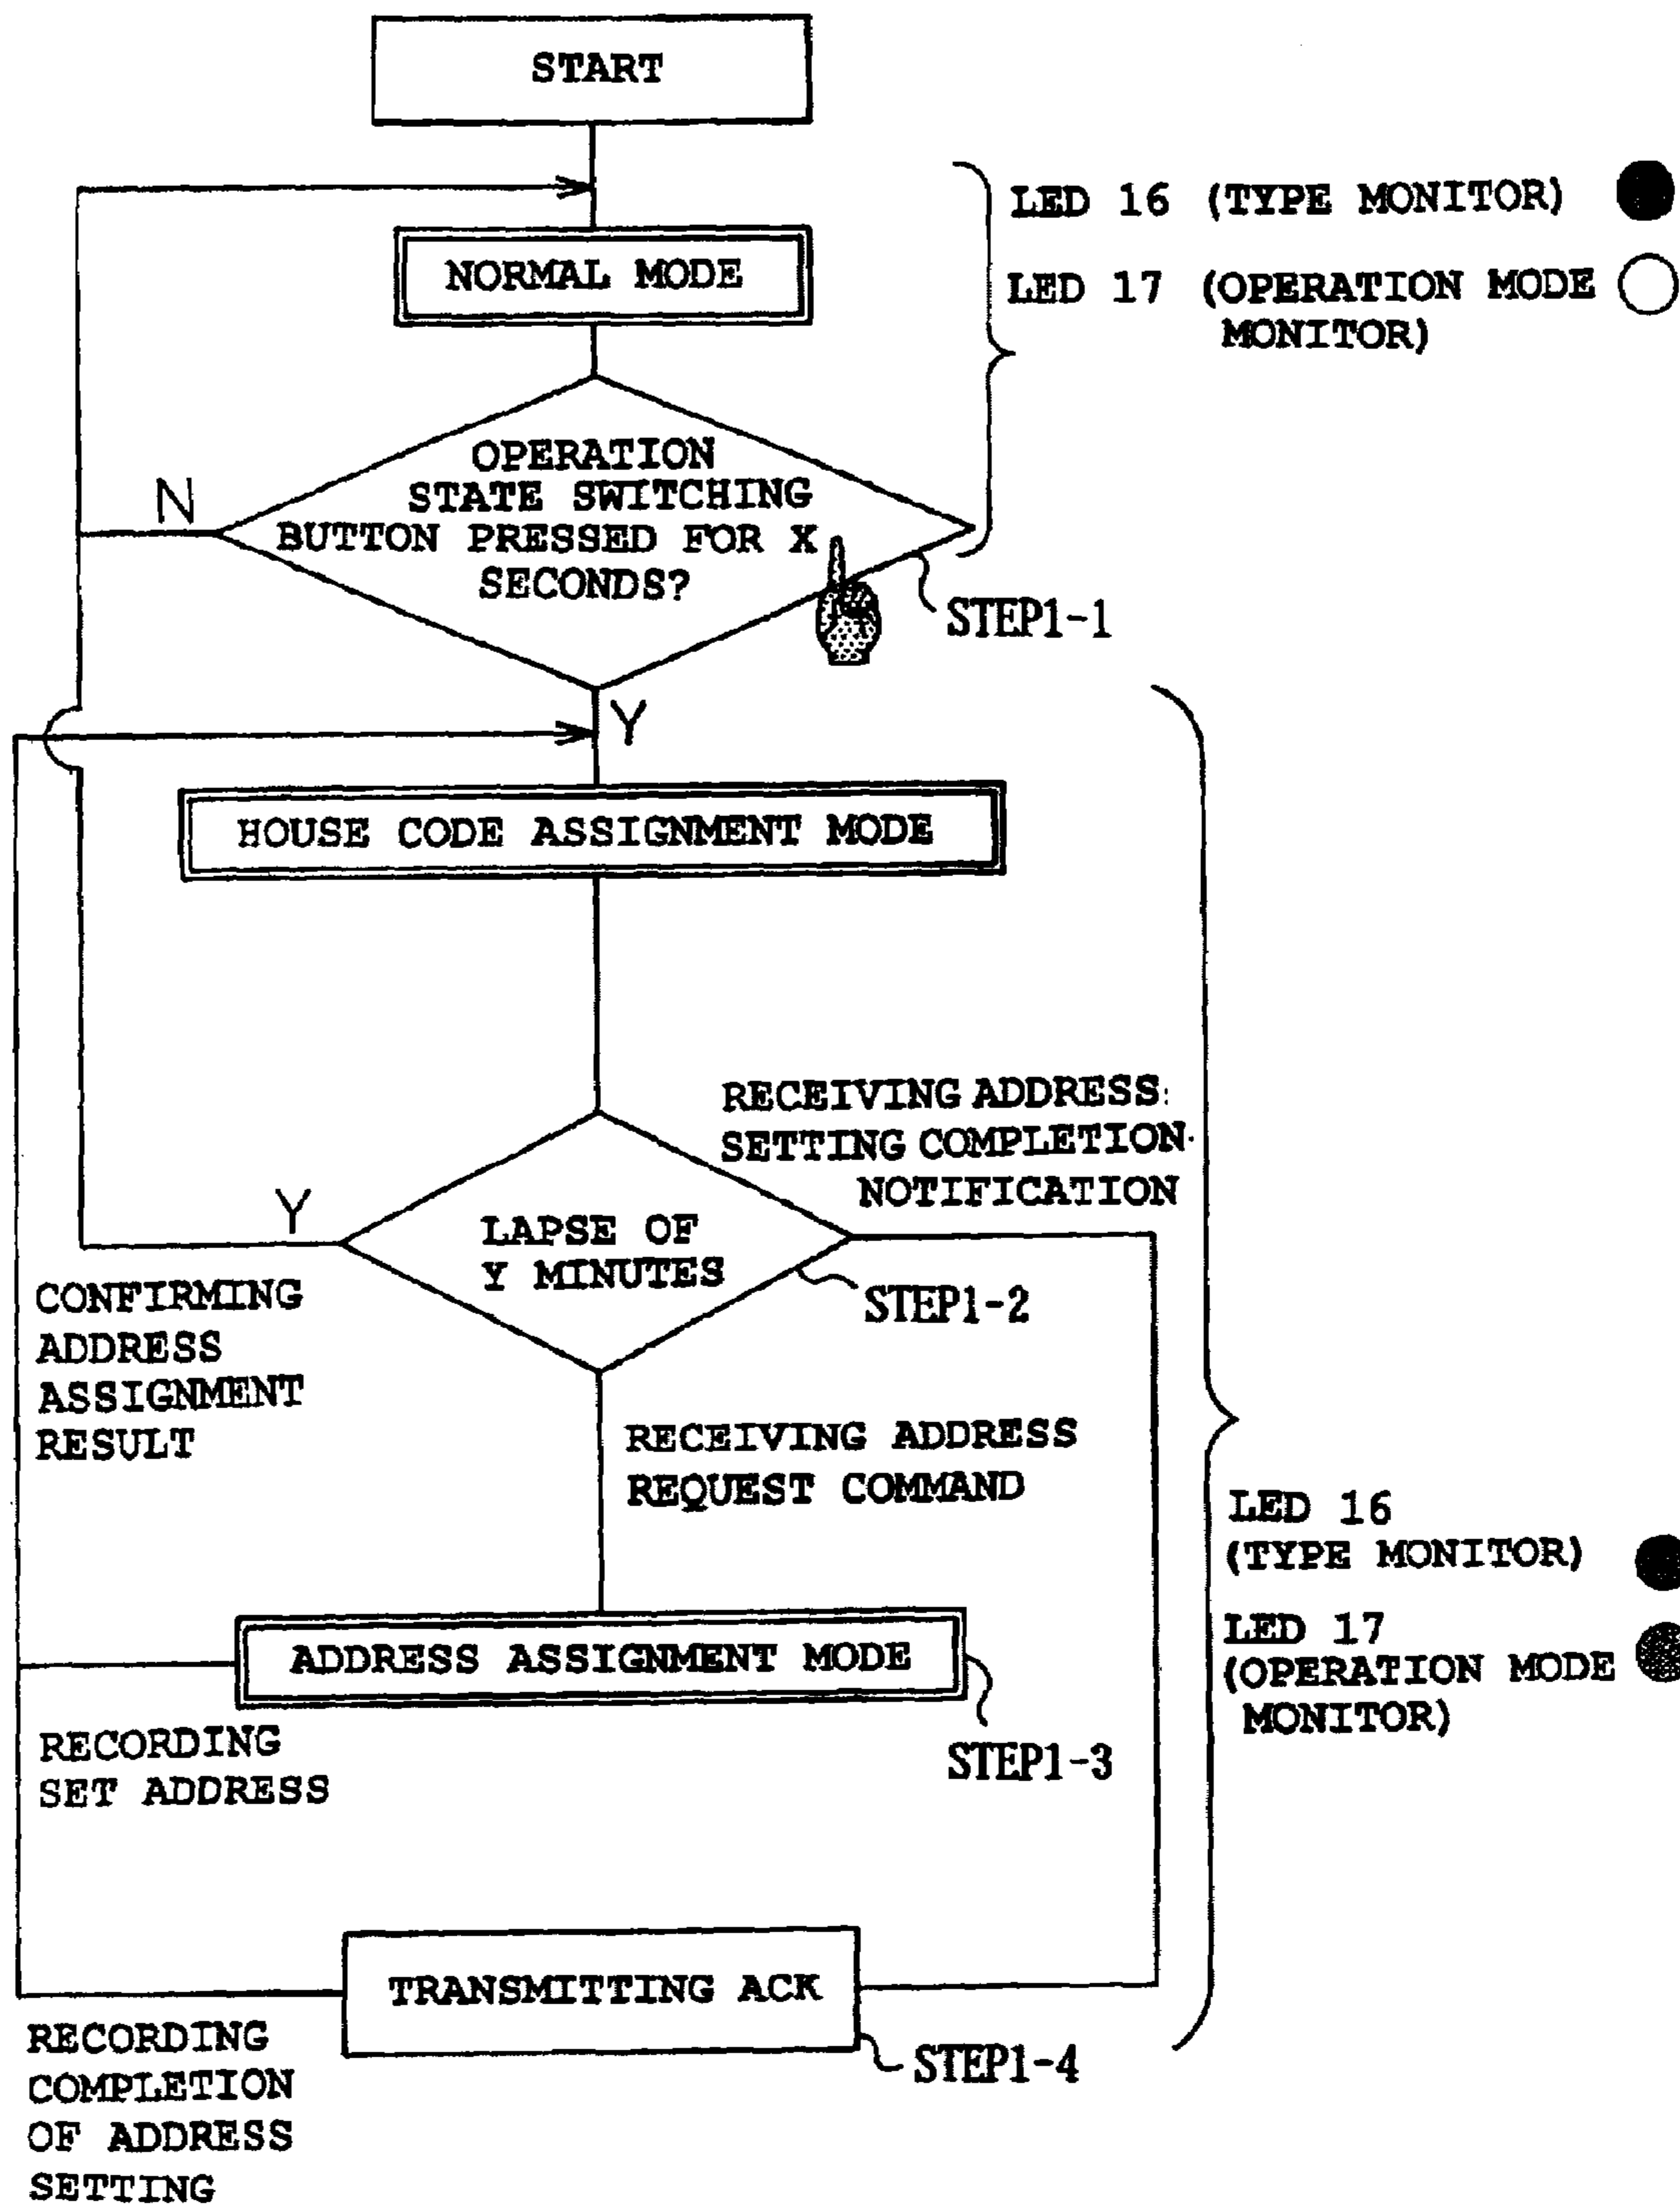 START
LED 16 (TYPE MONITOR)
NORMAL MODE
LED 17 (OPERATION MODE
MONITOR)
OPERATION
STATE SWITCHING
BUTTON PRESSED FOR X
SECONDS?
N
STEP1-1
Y
HOUSE CODE ASSIGNMENT MODE
RECEIVING ADDRESS
SETTING COMPLETION
NOTIFICATION
Y
LAPSE OF
Y MINUTES
STEP1-2
CONFIRMING
ADDRESS
ASSIGNMENT
RESULT
RECEIVING ADDRESS
REQUEST COMMAND
LED 16
(TYPE MONITOR)
LED 17
(OPERATION MODE
MONITOR)
ADDRESS ASSIGNMENT MODE
STEP1-3
RECORDING
SET ADDRESS
TRANSMITTING ACK
STEP1-4
RECORDING
COMPLETION
OF ADDRESS
SETTING